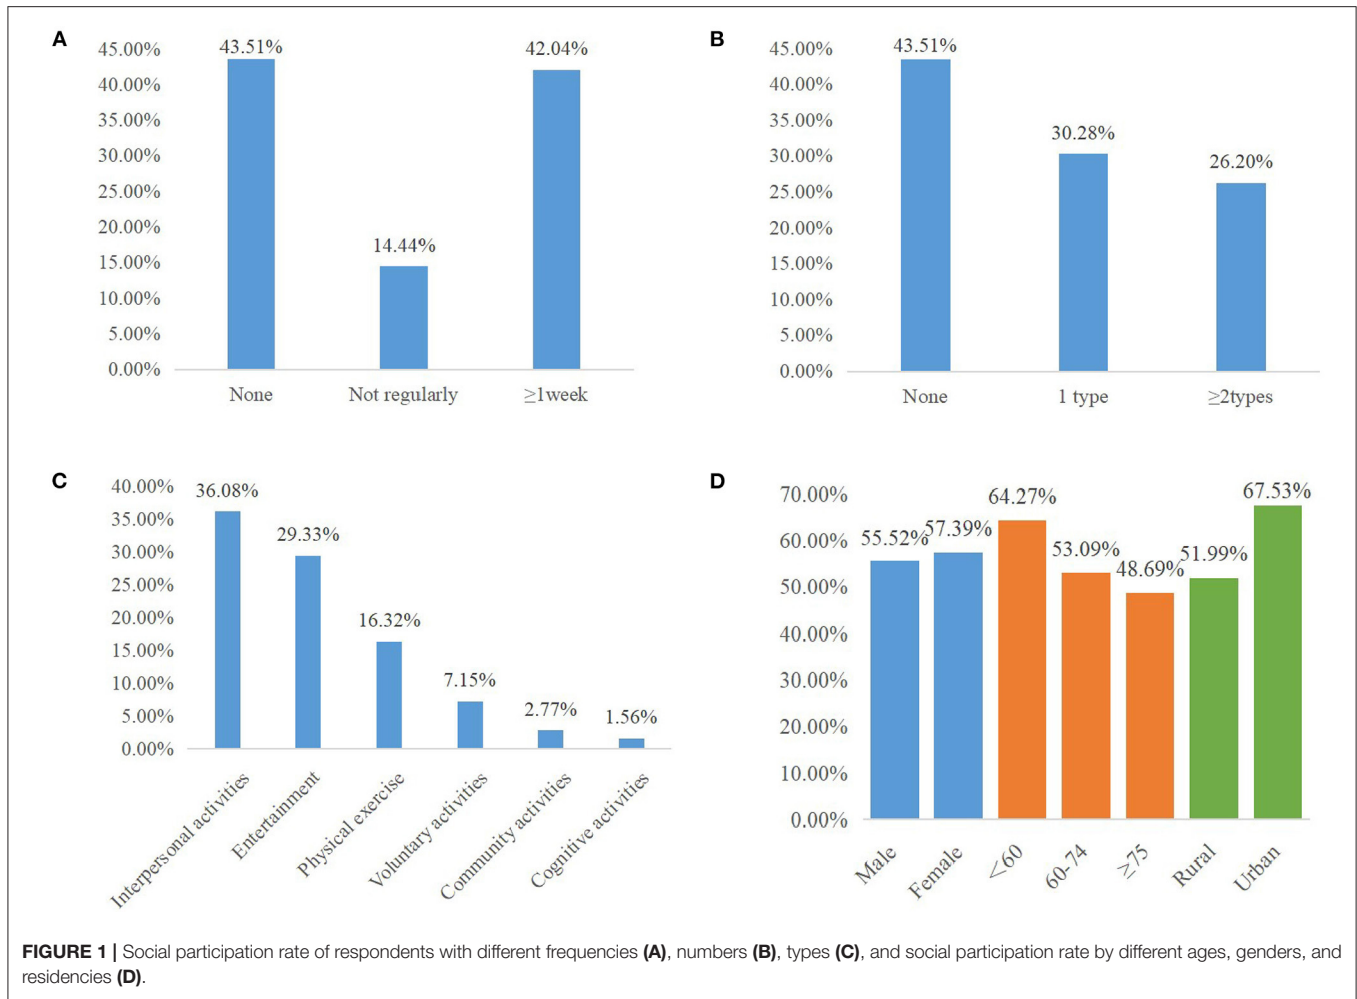 A
45.00%
40.00%
35.00%
30.00%
25.00%
20.00%
15.00%
10.00%
5.00%
0.00%
43.51%
14.44%
42.04%
None
Not regularly
≥1week
B
45.00%
40.00%
35.00%
30.00%
25.00%
20.00%
15.00%
10.00%
5.00%
0.00%
43.51%
30.28%
26.20%
None
1 type
≥2types
C
40.00%
35.00%
30.00%
25.00%
20.00%
15.00%
10.00%
5.00%
0.00%
36.08%
29.33%
16.32%
7.15%
2.77%
1.56%
Interpersonal activities
Entertainment
Physical exercise
Voluntary activities
Community activities
Cognitive activities
D
70.00%
60.00%
50.00%
40.00%
30.00%
20.00%
10.00%
0.00%
55.52%
57.39%
64.27%
53.09%
48.69%
51.99%
67.53%
Male
Female
<60
60-74
≥75
Rural
Urban
FIGURE 1 | Social participation rate of respondents with different frequencies (A), numbers (B), types (C), and social participation rate by different ages, genders, and
residencies (D).